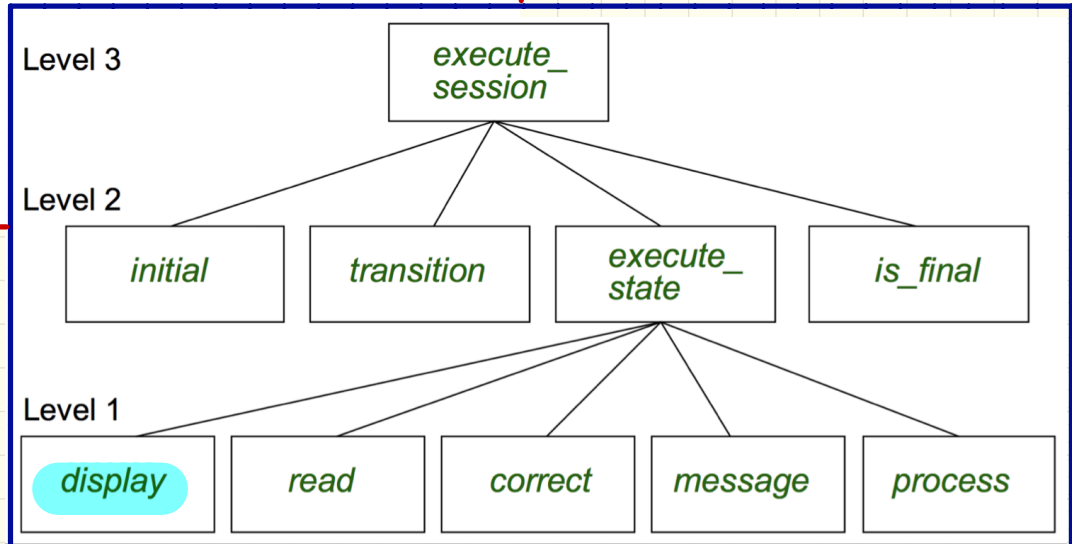 Level 3
execute_
session
Level 2
initial
transition
execute_
state
is_final
Level 1
display
read
correct
message
process